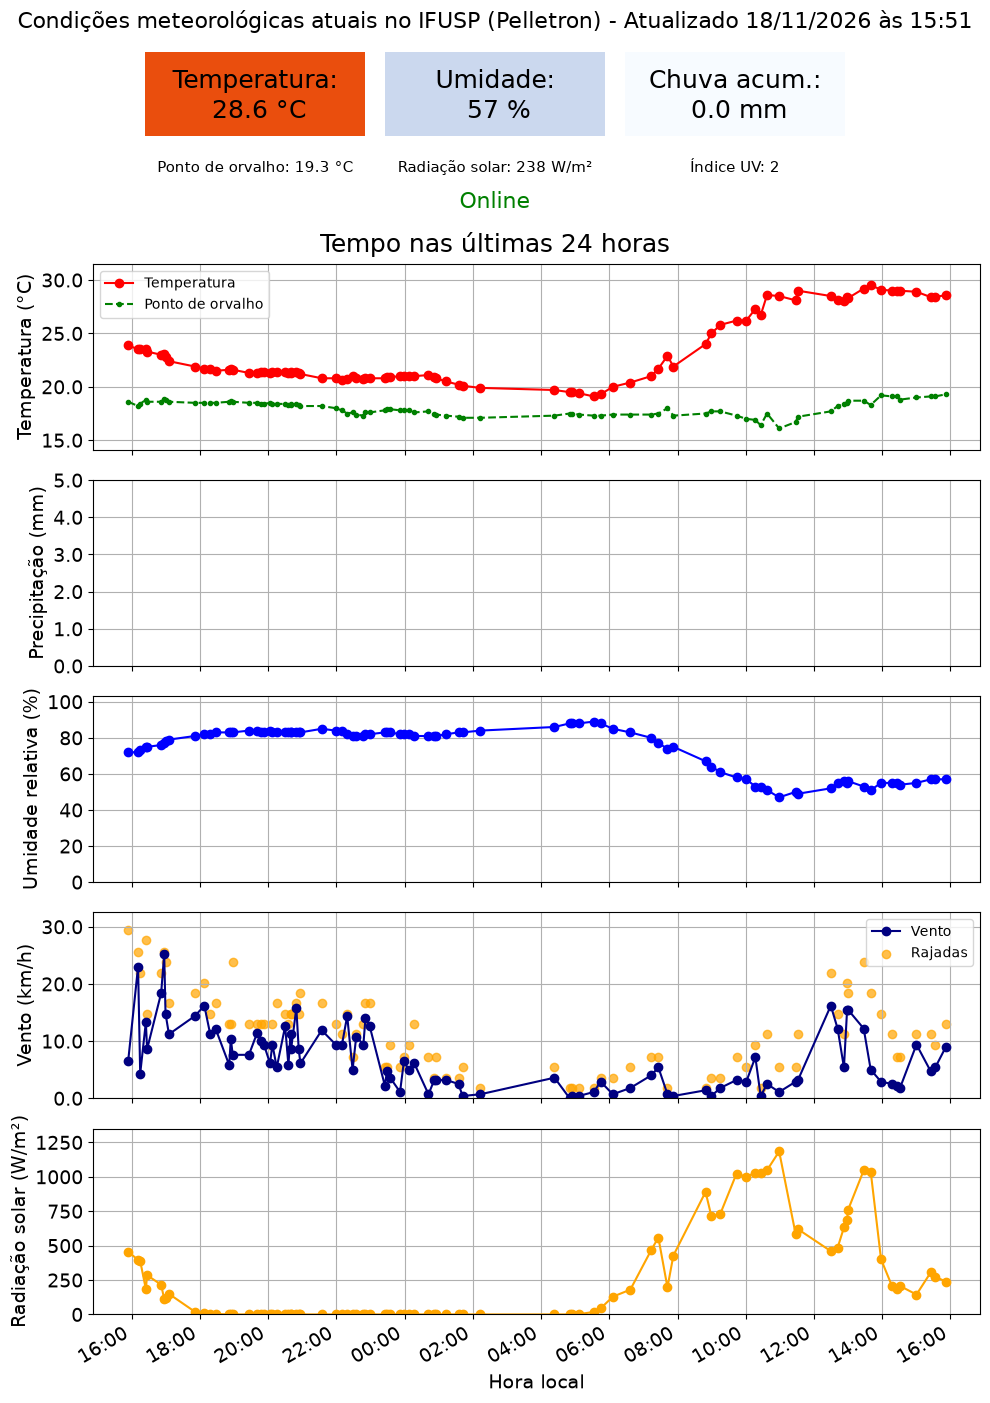 Condições meteorológicas atuais no IFUSP (Pelletron) - Atualizado 18/11/2026 às 15:51
Temperatura:
28.6 °C
Umidade:
57 %
Chuva acum.:
0.0 mm
Ponto de orvalho: 19.3 °C
Radiação solar: 238 W/m²
Índice UV: 2
Online
Tempo nas últimas 24 horas
Temperatura (°C)
30.0
25.0
20.0
15.0
Temperatura
Ponto de orvalho
Precipitação (mm)
5.0
4.0
3.0
2.0
1.0
0.0
Umidade relativa (%)
100
80
60
40
20
0
Vento (km/h)
30.0
20.0
10.0
0.0
Vento
Rajadas
Radiação solar (W/m²)
1250
1000
750
500
250
0
16:00 18:00 20:00 22:00 00:00 02:00 04:00 06:00 08:00 10:00 12:00 14:00 16:00
Hora local